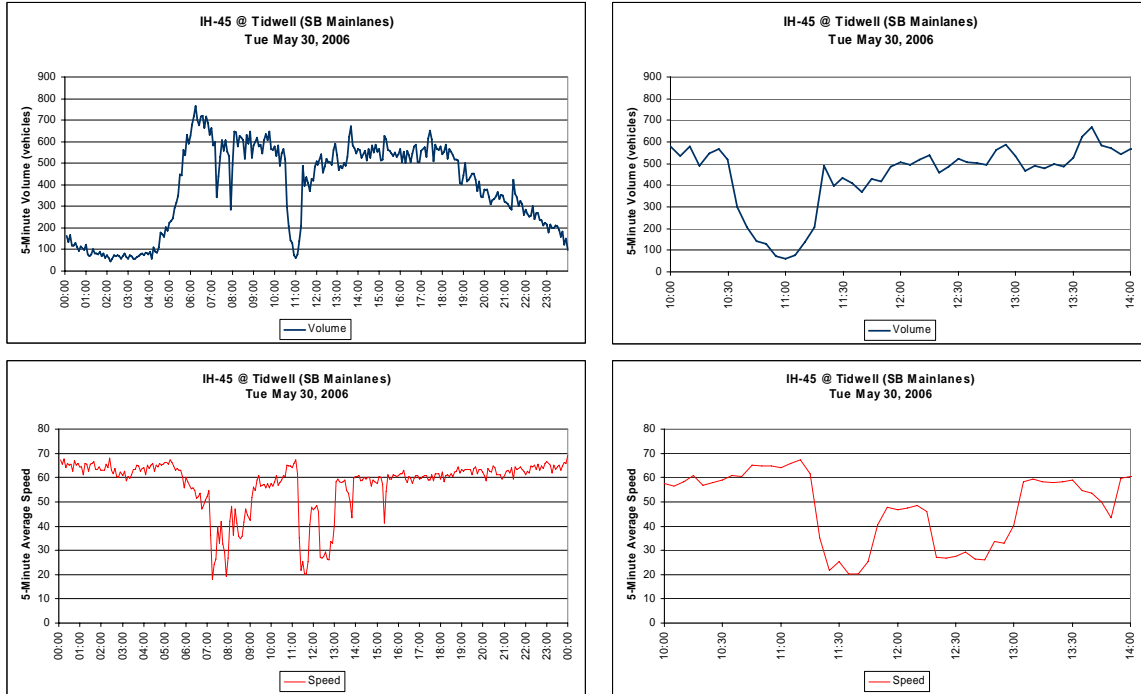 IH-45 @ Tidwell (SB Mainlanes)
Tue May 30, 2006
5-Minute Volume (vehicles)
900
800
700
600
500
400
300
200
100
0
00:00 01:00 02:00 03:00 04:00 05:00 06:00 07:00 08:00 09:00 10:00 11:00 12:00 13:00 14:00 15:00 16:00 17:00 18:00 19:00 20:00 21:00 22:00 23:00
Volume
IH-45 @ Tidwell (SB Mainlanes)
Tue May 30, 2006
5-Minute Volume (vehicles)
900
800
700
600
500
400
300
200
100
0
10:00 10:30 11:00 11:30 12:00 12:30 13:00 13:30 14:00
Volume
IH-45 @ Tidwell (SB Mainlanes)
Tue May 30, 2006
5-Minute Average Speed
80
70
60
50
40
30
20
10
0
00:00 01:00 02:00 03:00 04:00 05:00 06:00 07:00 08:00 09:00 10:00 11:00 12:00 13:00 14:00 15:00 16:00 17:00 18:00 19:00 20:00 21:00 22:00 23:00 00:00
Speed
IH-45 @ Tidwell (SB Mainlanes)
Tue May 30, 2006
5-Minute Average Speed
80
70
60
50
40
30
20
10
0
10:00 10:30 11:00 11:30 12:00 12:30 13:00 13:30 14:00
Speed